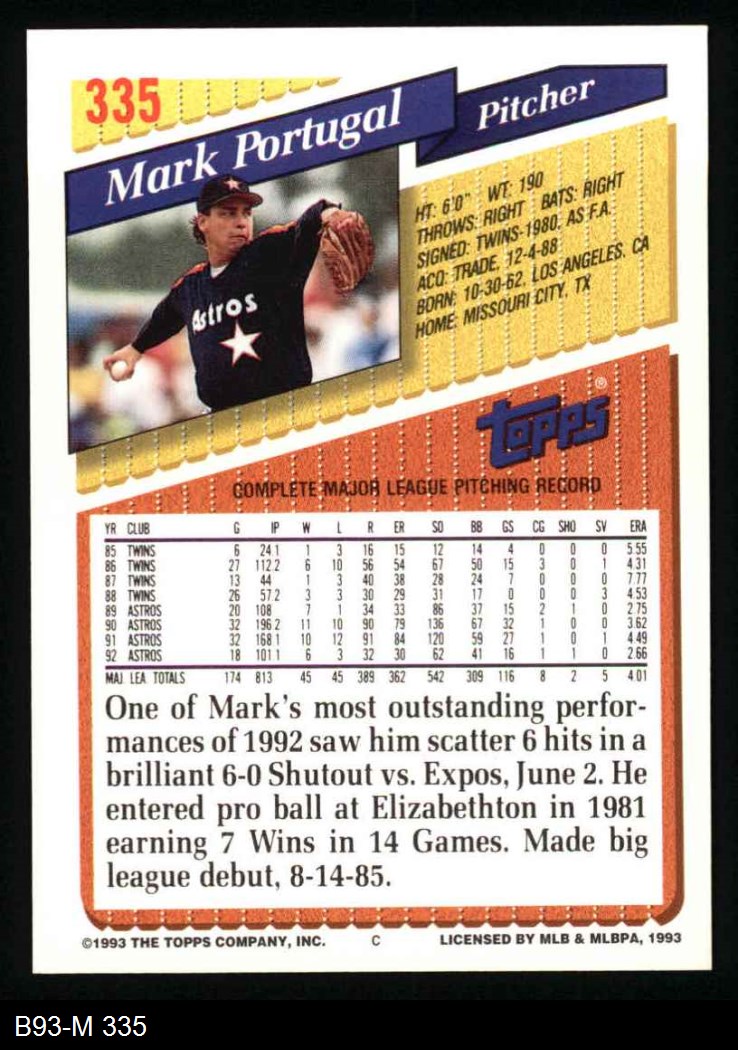 335
Mark Portugal
Pitcher
HT: 6'0" WT: 190
THROWS: RIGHT BATS: RIGHT
SIGNED: TWINS-1980, AS F.A.
ACQ: TRADE, 12-4-88
BORN: 10-30-62, LOS ANGELES, CA
HOME: MISSOURI CITY, TX
Astros
topps®
COMPLETE MAJOR LEAGUE PITCHING RECORD
YR CLUB G IP W L R ER SO BB GS CG SHO SV ERA
85 TWINS 6 24.1 1 3 16 15 12 14 4 0 0 0 5.55
86 TWINS 27 112.2 6 10 56 54 67 50 15 3 0 1 4.31
87 TWINS 13 44 1 3 40 38 28 24 7 0 0 0 7.77
88 TWINS 26 57.2 3 3 30 29 31 17 0 0 0 3 4.53
89 ASTROS 20 108 7 1 34 33 86 37 15 2 1 0 2.75
90 ASTROS 32 196.2 11 10 90 79 136 67 32 1 0 0 3.62
91 ASTROS 32 168.1 10 12 91 84 120 59 27 1 0 1 4.49
92 ASTROS 18 101.1 6 3 32 30 62 41 16 1 1 0 2.66
MAJ. LEA. TOTALS 174 813 45 45 389 362 542 309 116 8 2 5 4.01
One of Mark's most outstanding perfor-
mances of 1992 saw him scatter 6 hits in a
brilliant 6-0 Shutout vs. Expos, June 2. He
entered pro ball at Elizabethton in 1981
earning 7 Wins in 14 Games. Made big
league debut, 8-14-85.
©1993 THE TOPPS COMPANY, INC. C LICENSED BY MLB & MLBPA, 1993
B93-M 335